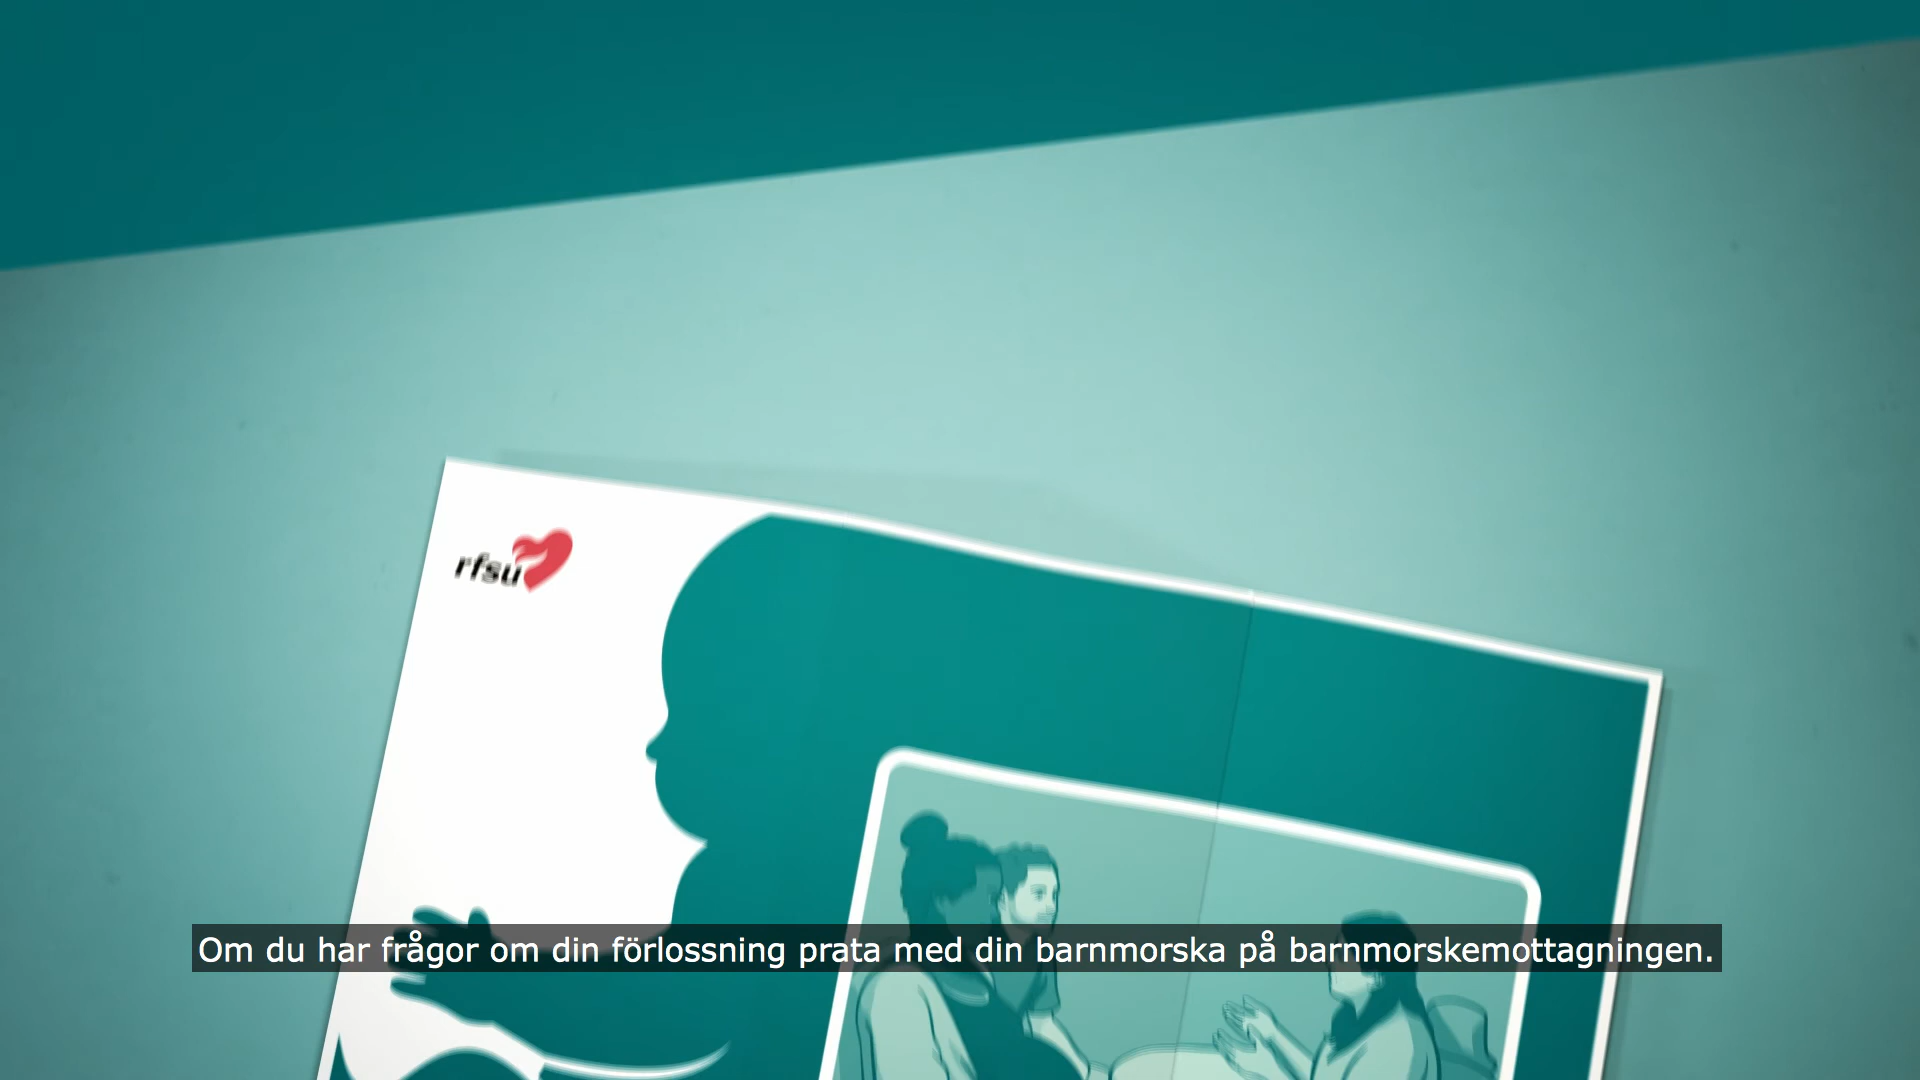 rfsu
Om du har frågor om din förlossning prata med din barnmorska på barnmorskemottagningen.